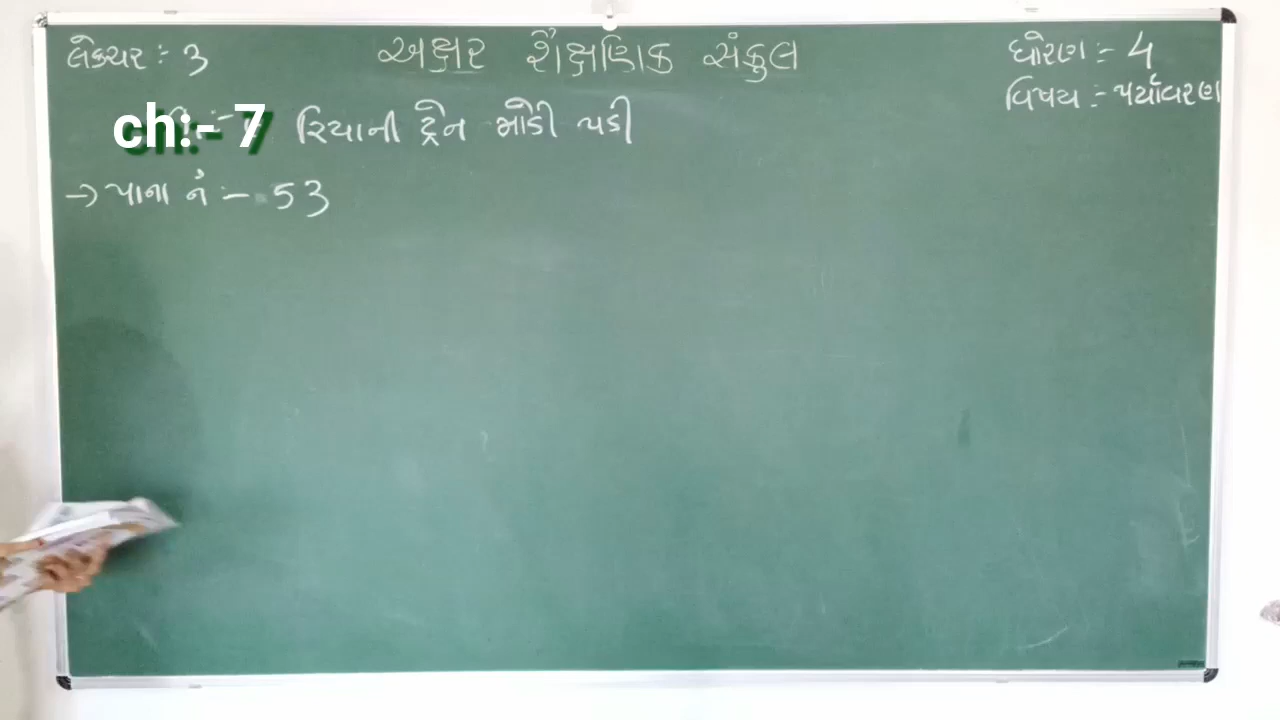 લેક્ચર :- 3
અક્ષર શૈક્ષણિક સંકુલ
ધોરણ :- 4
વિષય :- પર્યાવરણ
ch:- 7 રિયાની ટ્રેન મોડી પડી
→ પાના નં :- 53